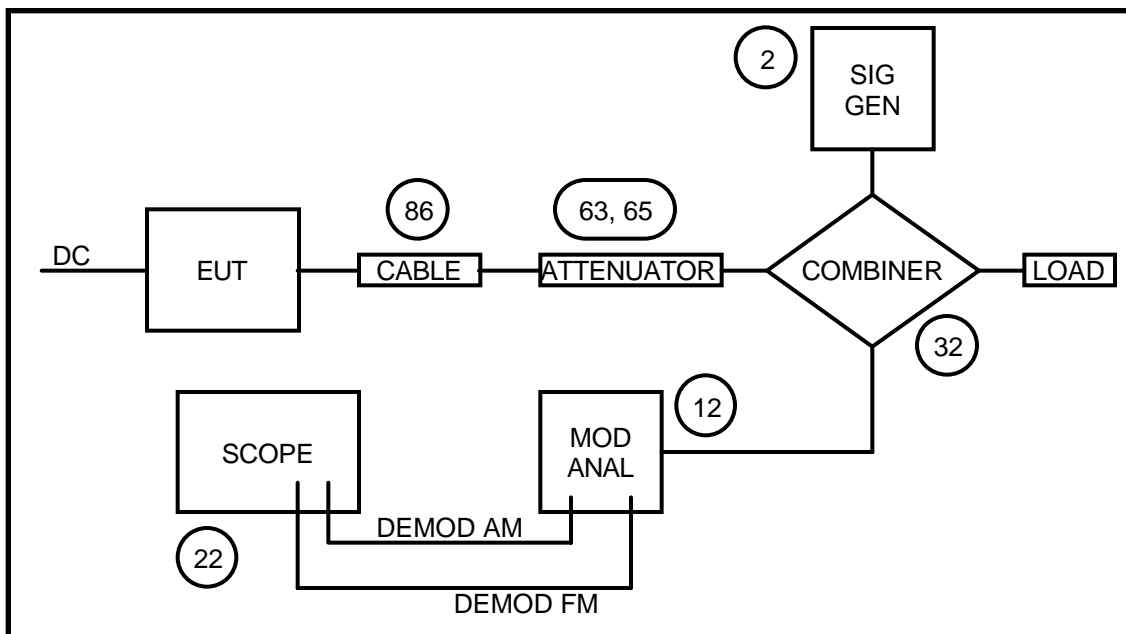 2
SIG
GEN
86
63, 65
DC
EUT
CABLE
ATTENUATOR
COMBINER
LOAD
32
12
SCOPE
MOD
ANAL
DEMOD AM
22
DEMOD FM